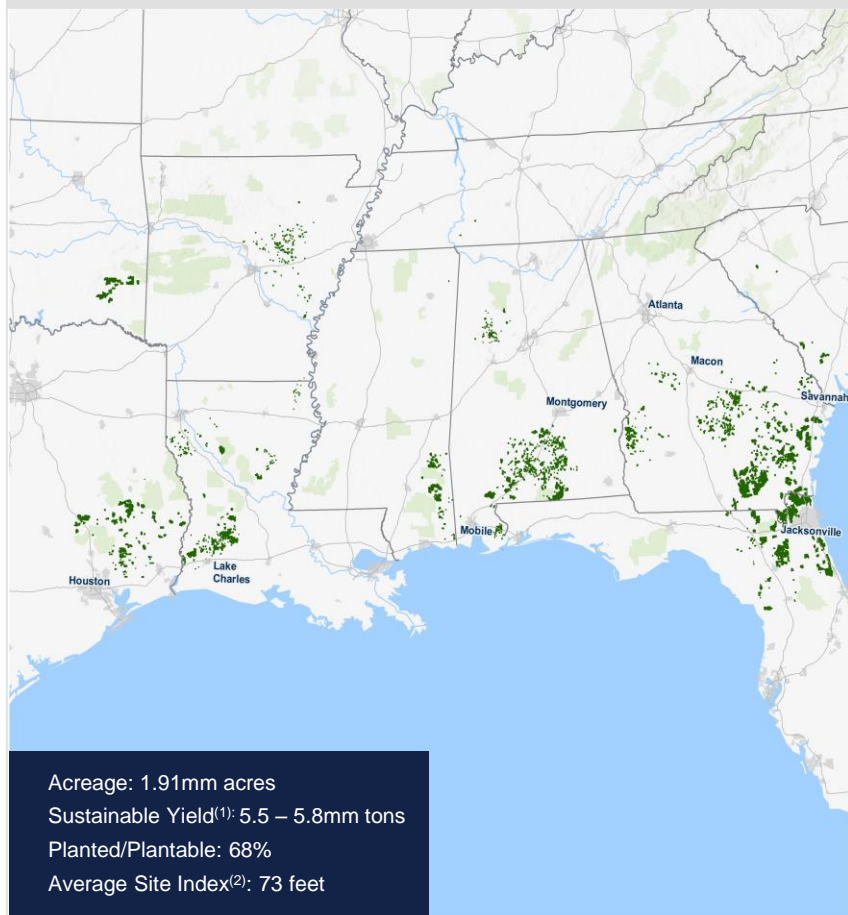 Atlanta
Macon
Savannah
Montgomery
Mobile
Jacksonville
Houston
Lake
Charles
Acreage: 1.91mm acres
Sustainable Yield(1): 5.5 – 5.8mm tons
Planted/Plantable: 68%
Average Site Index(2): 73 feet